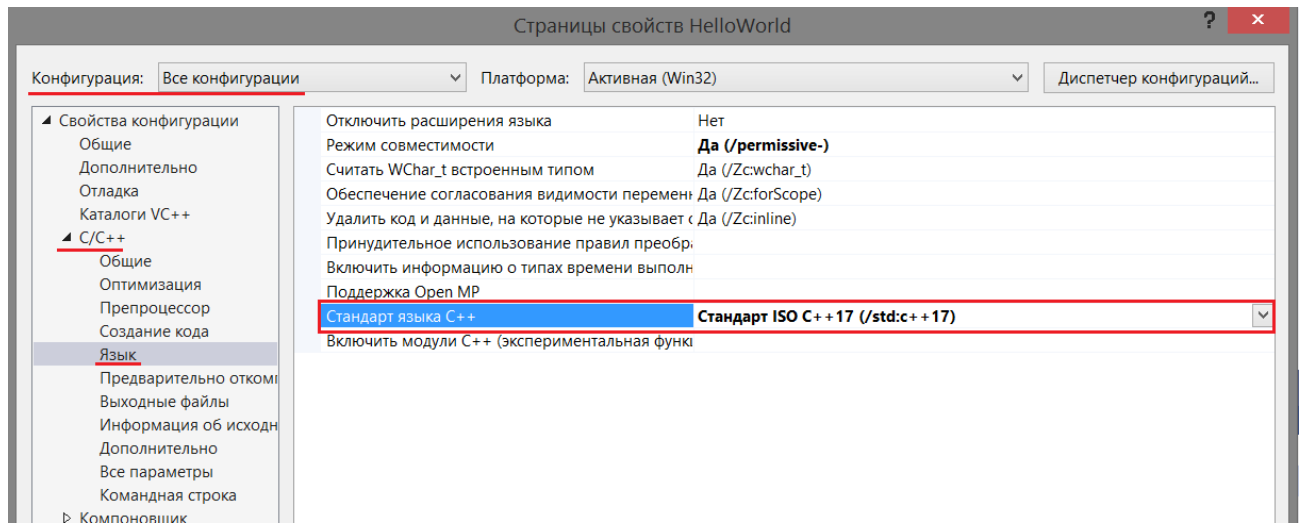 Страницы свойств HelloWorld ? ×
Конфигурация: Все конфигурации Платформа: Активная (Win32) Диспетчер конфигураций...
Свойства конфигурации
Общие
Дополнительно
Отладка
Каталоги VC++
C/C++
Общие
Оптимизация
Препроцессор
Создание кода
Язык
Предварительно откомп
Выходные файлы
Информация об исходн
Дополнительно
Все параметры
Командная строка
Компоновщик
Отключить расширения языка Нет
Режим совместимости Да (/permissive-)
Считать WChar_t встроенным типом Да (/Zc:wchar_t)
Обеспечение согласования видимости перемен Да (/Zc:forScope)
Удалить код и данные, на которые не указывает Да (/Zc:inline)
Принудительное использование правил преобр
Включить информацию о типах времени выполн
Поддержка Open MP
Стандарт языка C++ Стандарт ISO C++17 (/std:c++17)
Включить модули C++ (экспериментальная функ